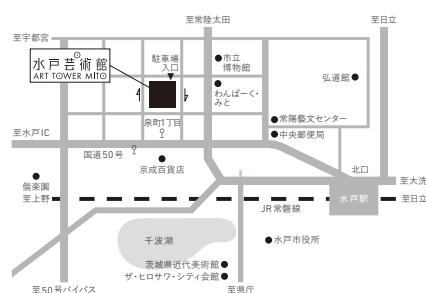 至常陸太田
至日立
至宇都宮
水戸芸術館
ART TOWER MITO
駐車場
入口
市立
博物館
弘道館
わんぱーく・
みと
泉町1丁目
常陽藝文センター
中央郵便局
至水戸IC
国道50号
京成百貨店
北口
至大洗
偕楽園
至上野
JR常磐線
水戸駅
至日立
千波湖
水戸市役所
茨城県近代美術館
ザ・ヒロサワ・シティ会館
至50号バイパス
至県庁